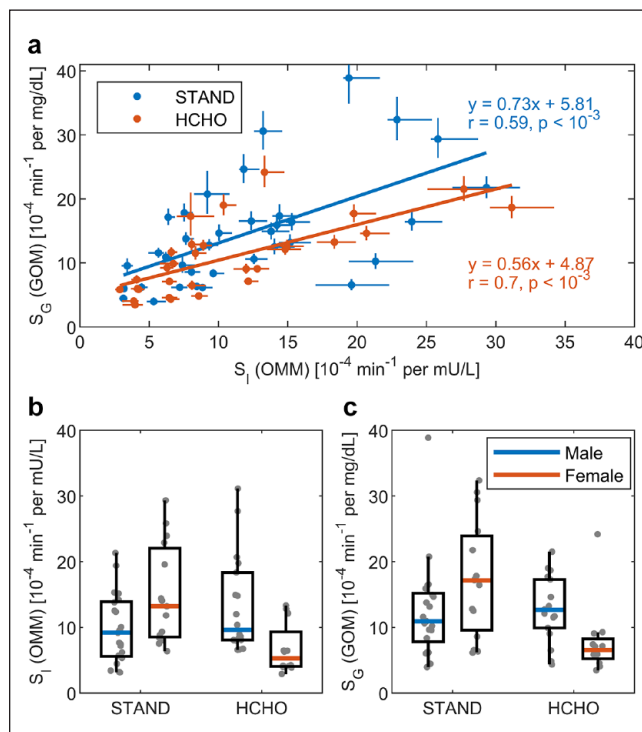 a
40
30
20
10
0
S_G (GOM) [10^-4 min^-1 per mg/dL]
STAND
HCHO
y = 0.73x + 5.81
r = 0.59, p < 10^-3
y = 0.56x + 4.87
r = 0.7, p < 10^-3
0 5 10 15 20 25 30 35 40
S_I (OMM) [10^-4 min^-1 per mU/L]
b
40
30
20
10
0
S_I (OMM) [10^-4 min^-1 per mU/L]
STAND HCHO
c
40
30
20
10
0
S_G (GOM) [10^-4 min^-1 per mg/dL]
Male
Female
STAND HCHO